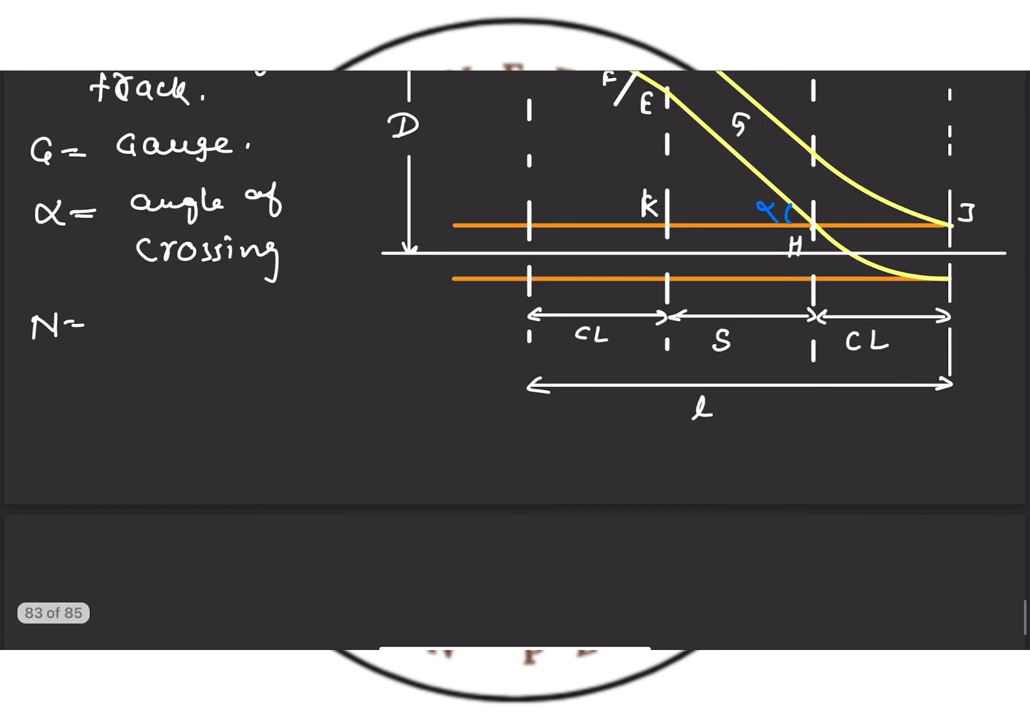 track.
G = Gauge.
α = angle of
crossing
N =
D
F
E
G
K
α
H
J
CL
S
CL
l
83 of 85